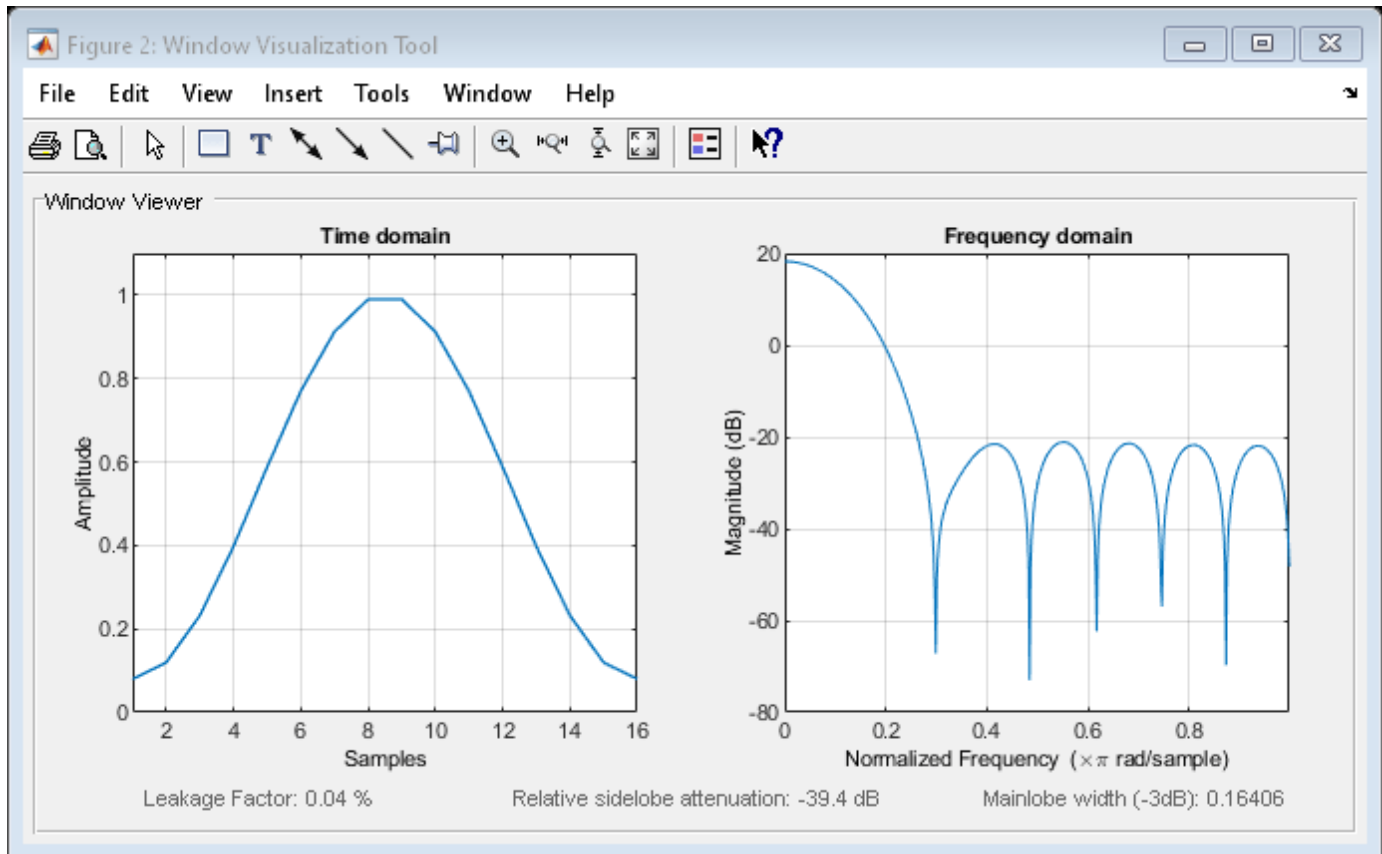 Figure 2: Window Visualization Tool
File Edit View Insert Tools Window Help
T
?
Window Viewer
Time domain
1
0.8
0.6
0.4
0.2
0
2 4 6 8 10 12 14 16
Samples
Amplitude
Frequency domain
20
0
-20
-40
-60
-80
0 0.2 0.4 0.6 0.8
Normalized Frequency (×π rad/sample)
Magnitude (dB)
Leakage Factor: 0.04 %
Relative sidelobe attenuation: -39.4 dB
Mainlobe width (-3dB): 0.16406